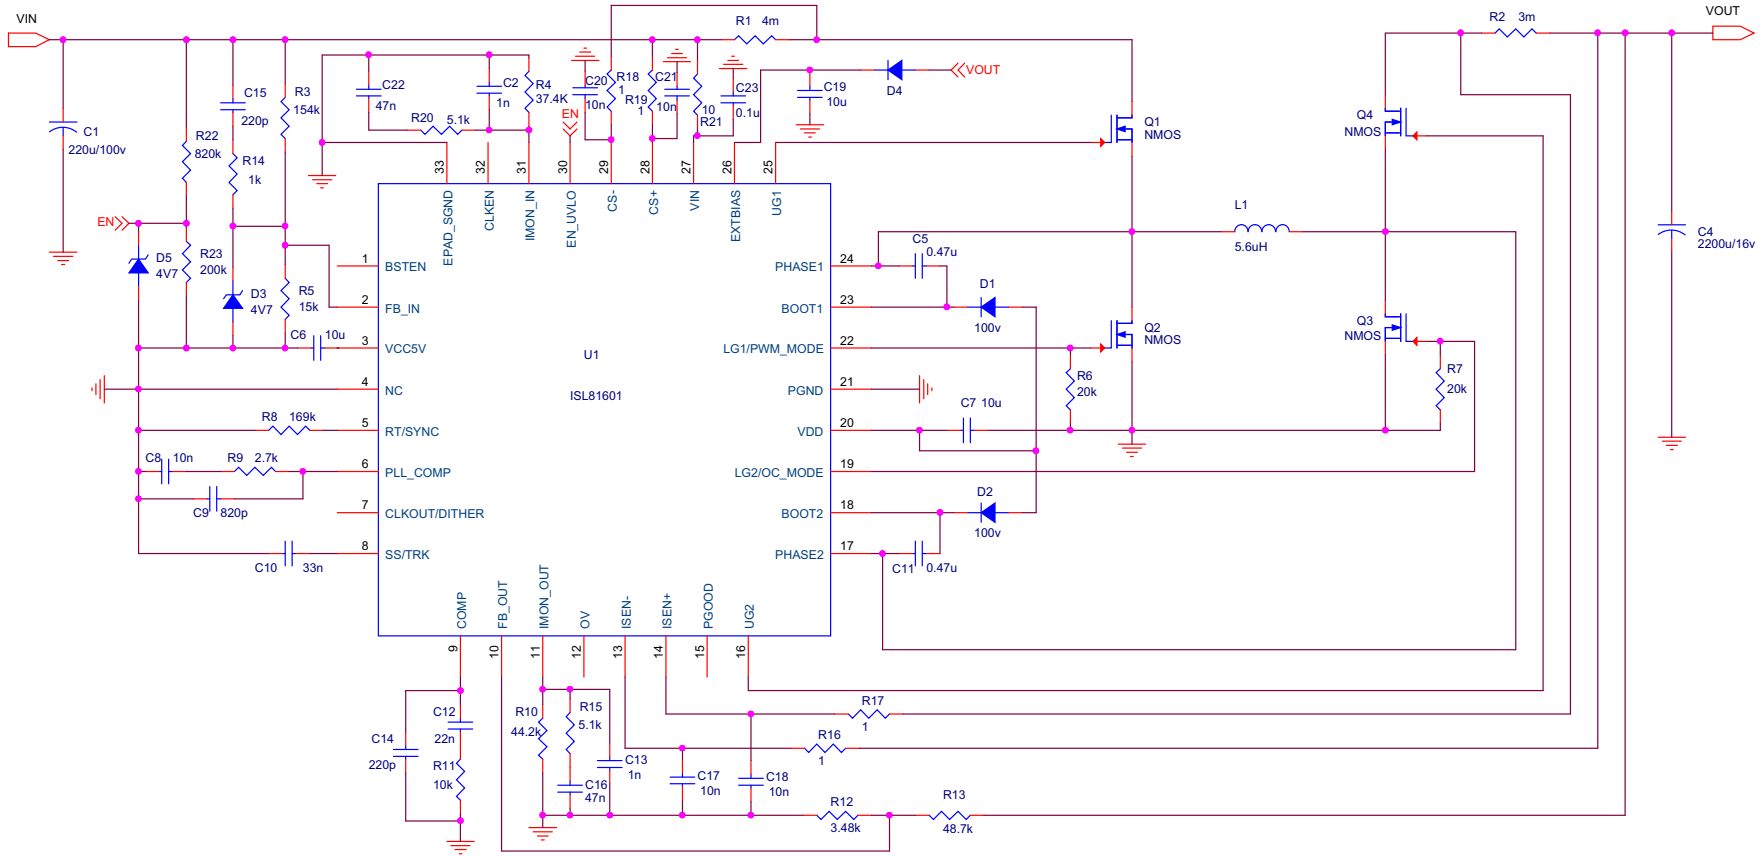 VIN
R1 4m
R2 3m
VOUT
C22
47n
C2
1n
R4
37.4K
C20
10n
R18
1
C21
10n
R19
1
10
R21
C23
0.1u
C19
10u
D4
VOUT
C15
220p
R3
154k
C1
220u/100v
R22
820k
R14
1k
R20 5.1k
EN
Q1
NMOS
Q4
NMOS
33
32
31
30
29
28
27
26
25
EPAD_SGND
CLKEN
IMON_IN
EN_UVLO
CS-
CS+
VIN
EXTBIAS
UG1
EN
D5
4V7
R23
200k
D3
4V7
R5
15k
C6 10u
L1
5.6uH
C4
2200u/16v
1 BSTEN
2 FB_IN
3 VCC5V
4 NC
5 RT/SYNC
6 PLL_COMP
7 CLKOUT/DITHER
8 SS/TRK
U1
ISL81601
PHASE1 24
BOOT1 23
LG1/PWM_MODE 22
PGND 21
VDD 20
LG2/OC_MODE 19
BOOT2 18
PHASE2 17
C5
0.47u
D1
100v
Q2
NMOS
Q3
NMOS
R6
20k
R7
20k
C7 10u
R8 169k
C8 10n
R9 2.7k
C9 820p
C10 33n
D2
100v
C11 0.47u
COMP
FB_OUT
IMON_OUT
OV
ISEN-
ISEN+
PGOOD
UG2
9
10
11
12
13
14
15
16
C14
220p
C12
22n
R11
10k
R10
44.2k
R15
5.1k
C16
47n
C13
1n
C17
10n
C18
10n
R17
1
R16
1
R12
3.48k
R13
48.7k